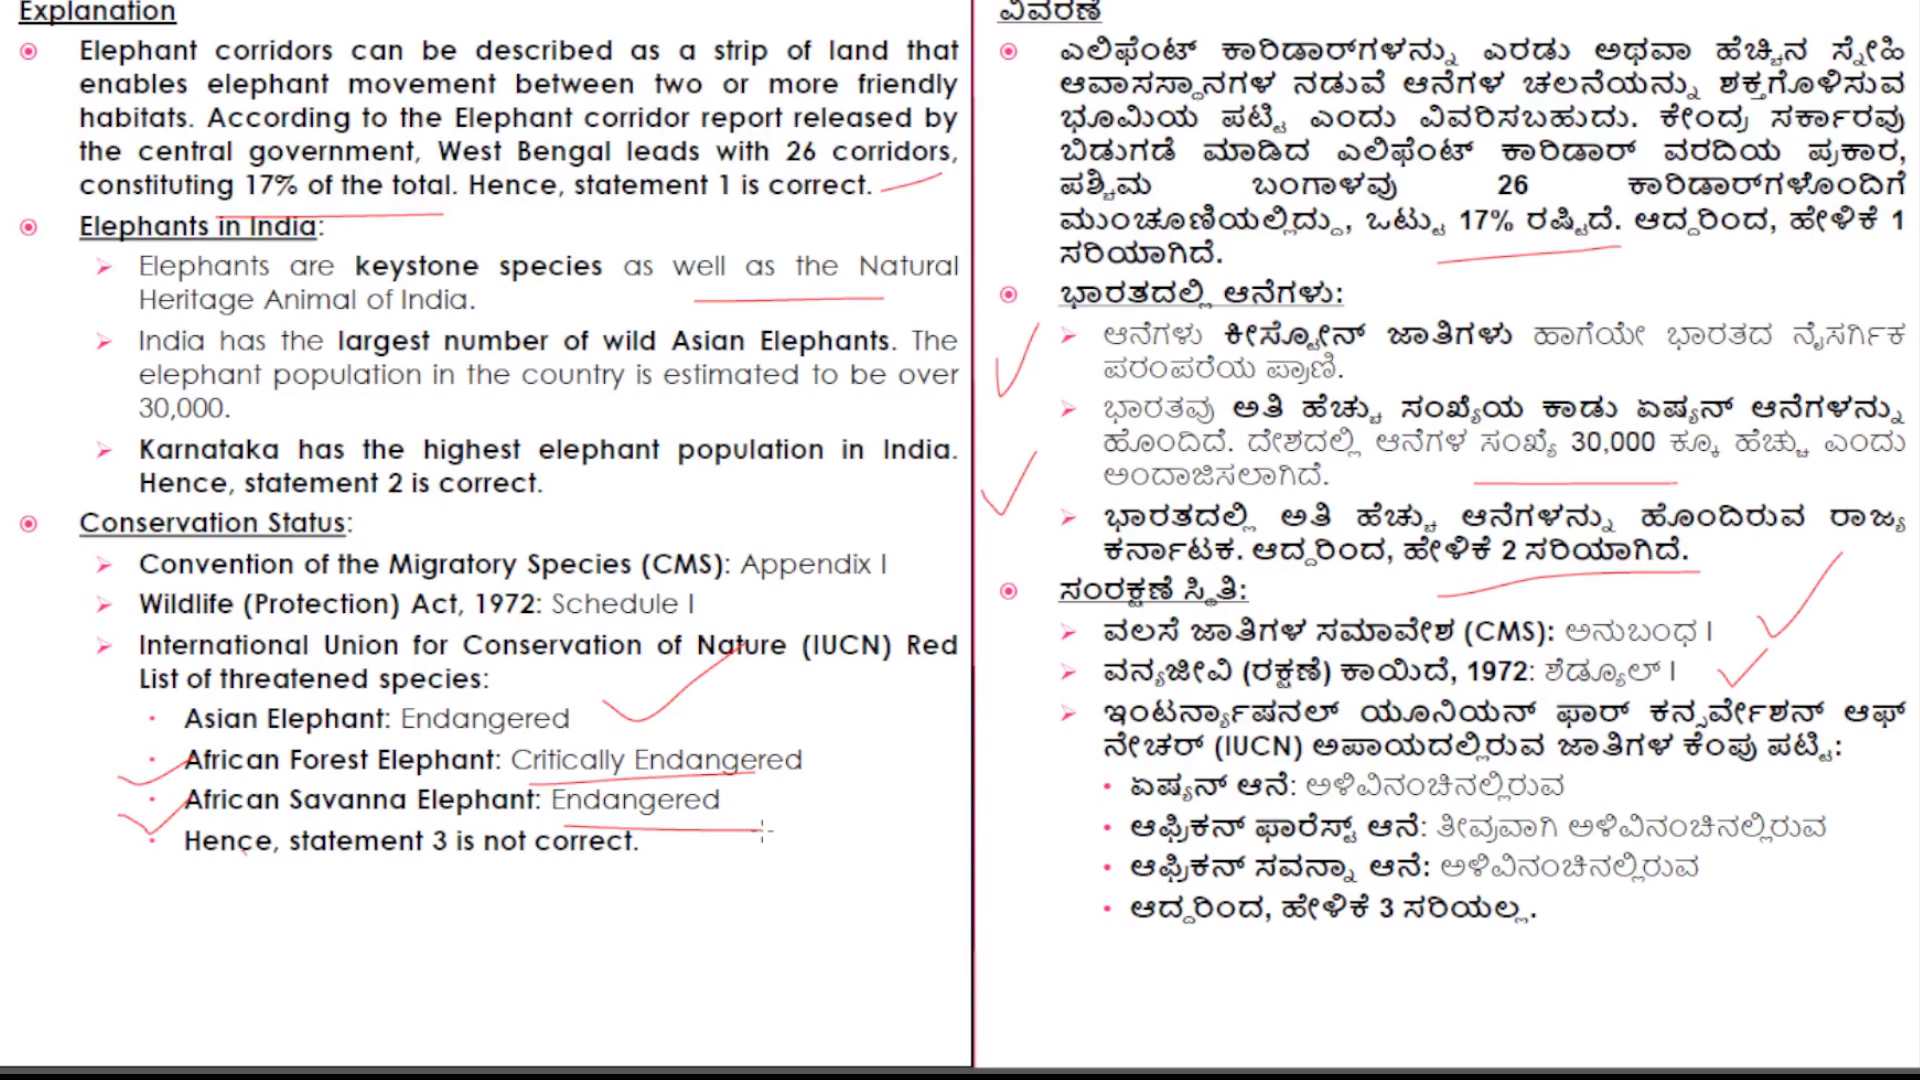 Explanation
Elephant corridors can be described as a strip of land that
enables elephant movement between two or more friendly
habitats. According to the Elephant corridor report released by
the central government, West Bengal leads with 26 corridors,
constituting 17% of the total. Hence, statement 1 is correct.
Elephants in India:
Elephants are keystone species as well as the Natural
Heritage Animal of India.
India has the largest number of wild Asian Elephants. The
elephant population in the country is estimated to be over
30,000.
Karnataka has the highest elephant population in India.
Hence, statement 2 is correct.
Conservation Status:
Convention of the Migratory Species (CMS): Appendix I
Wildlife (Protection) Act, 1972: Schedule I
International Union for Conservation of Nature (IUCN) Red
List of threatened species:
Asian Elephant: Endangered
African Forest Elephant: Critically Endangered
African Savanna Elephant: Endangered
Hence, statement 3 is not correct.
ವಿವರಣೆ
ಎಲಿಫೆಂಟ್ ಕಾರಿಡಾರ್‌ಗಳನ್ನು ಎರಡು ಅಥವಾ ಹೆಚ್ಚಿನ ಸ್ನೇಹಿ
ಆವಾಸಸ್ಥಾನಗಳ ನಡುವೆ ಆನೆಗಳ ಚಲನೆಯನ್ನು ಶಕ್ತಗೊಳಿಸುವ
ಭೂಮಿಯ ಪಟ್ಟಿ ಎಂದು ವಿವರಿಸಬಹುದು. ಕೇಂದ್ರ ಸರ್ಕಾರವು
ಬಿಡುಗಡೆ ಮಾಡಿದ ಎಲಿಫೆಂಟ್ ಕಾರಿಡಾರ್ ವರದಿಯ ಪ್ರಕಾರ,
ಪಶ್ಚಿಮ ಬಂಗಾಳವು 26 ಕಾರಿಡಾರ್‌ಗಳೊಂದಿಗೆ
ಮುಂಚೂಣಿಯಲ್ಲಿದ್ದು, ಒಟ್ಟು 17% ರಷ್ಟಿದೆ. ಆದ್ದರಿಂದ, ಹೇಳಿಕೆ 1
ಸರಿಯಾಗಿದೆ.
ಭಾರತದಲ್ಲಿ ಆನೆಗಳು:
ಆನೆಗಳು ಕೀಸ್ಟೋನ್ ಜಾತಿಗಳು ಹಾಗೆಯೇ ಭಾರತದ ನೈಸರ್ಗಿಕ
ಪರಂಪರೆಯ ಪ್ರಾಣಿ.
ಭಾರತವು ಅತಿ ಹೆಚ್ಚು ಸಂಖ್ಯೆಯ ಕಾಡು ಏಷ್ಯನ್ ಆನೆಗಳನ್ನು
ಹೊಂದಿದೆ. ದೇಶದಲ್ಲಿ ಆನೆಗಳ ಸಂಖ್ಯೆ 30,000 ಕ್ಕೂ ಹೆಚ್ಚು ಎಂದು
ಅಂದಾಜಿಸಲಾಗಿದೆ.
ಭಾರತದಲ್ಲಿ ಅತಿ ಹೆಚ್ಚು ಆನೆಗಳನ್ನು ಹೊಂದಿರುವ ರಾಜ್ಯ
ಕರ್ನಾಟಕ. ಆದ್ದರಿಂದ, ಹೇಳಿಕೆ 2 ಸರಿಯಾಗಿದೆ.
ಸಂರಕ್ಷಣೆ ಸ್ಥಿತಿ:
ವಲಸೆ ಜಾತಿಗಳ ಸಮಾವೇಶ (CMS): ಅನುಬಂಧ I
ವನ್ಯಜೀವಿ (ರಕ್ಷಣೆ) ಕಾಯಿದೆ, 1972: ಶೆಡ್ಯೂಲ್ I
ಇಂಟರ್ನ್ಯಾಷನಲ್ ಯೂನಿಯನ್ ಫಾರ್ ಕನ್ಸರ್ವೇಶನ್ ಆಫ್
ನೇಚರ್ (IUCN) ಅಪಾಯದಲ್ಲಿರುವ ಜಾತಿಗಳ ಕೆಂಪು ಪಟ್ಟಿ:
ಏಷ್ಯನ್ ಆನೆ: ಅಳಿವಿನಂಚಿನಲ್ಲಿರುವ
ಆಫ್ರಿಕನ್ ಫಾರೆಸ್ಟ್ ಆನೆ: ತೀವ್ರವಾಗಿ ಅಳಿವಿನಂಚಿನಲ್ಲಿರುವ
ಆಫ್ರಿಕನ್ ಸವನ್ನಾ ಆನೆ: ಅಳಿವಿನಂಚಿನಲ್ಲಿರುವ
ಆದ್ದರಿಂದ, ಹೇಳಿಕೆ 3 ಸರಿಯಲ್ಲ.